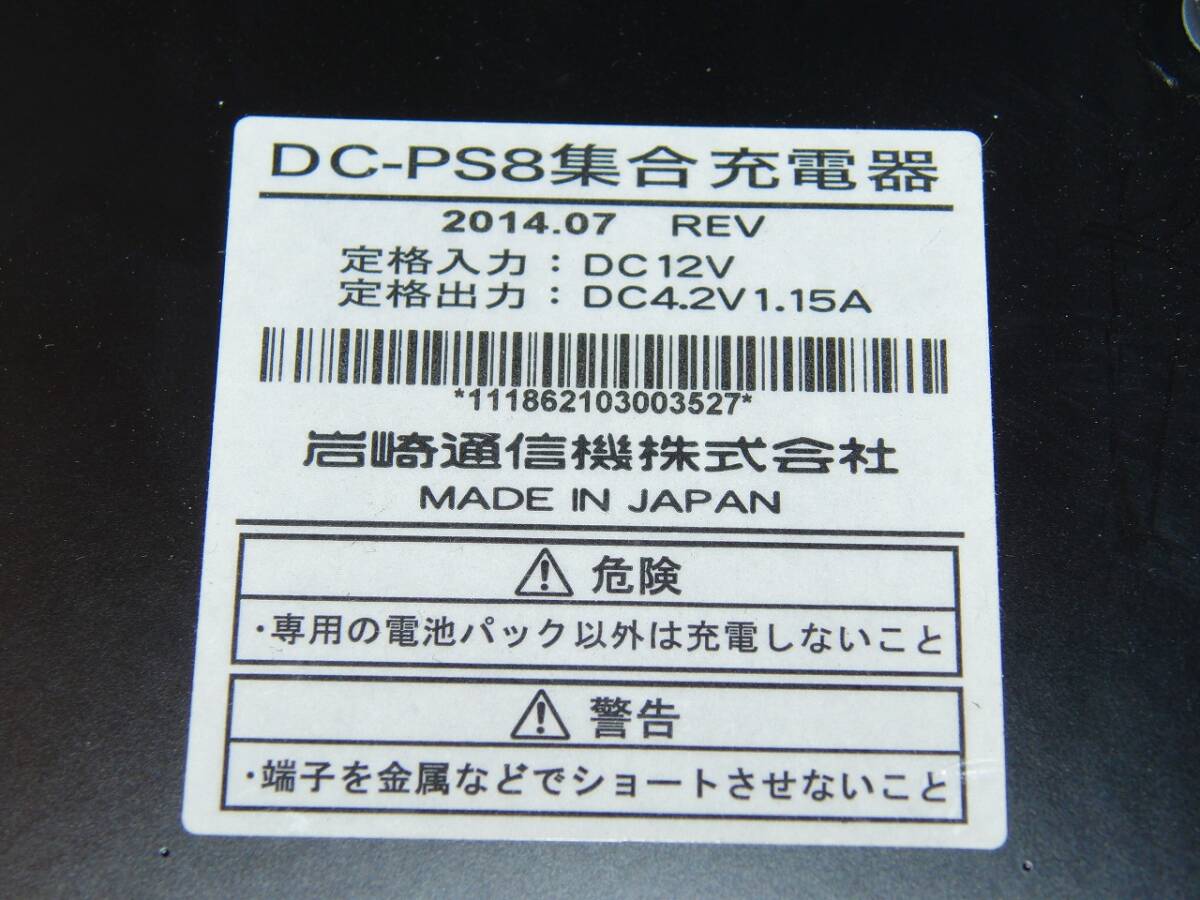 DC-PS8集合充電器
2014.07 REV
定格入力：DC12V
定格出力：DC4.2V1.15A
*111862103003527*
岩崎通信機株式会社
MADE IN JAPAN
危険
・専用の電池パック以外は充電しないこと
警告
・端子を金属などでショートさせないこと